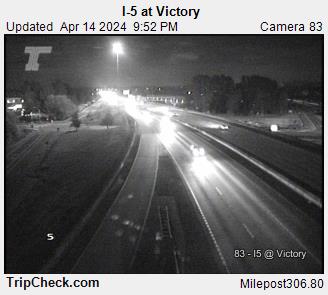 I-5 at Victory
Updated Apr 14 2024 9:52 PM Camera 83
T
S
83 - I5 @ Victory
TripCheck.com Milepost306.80